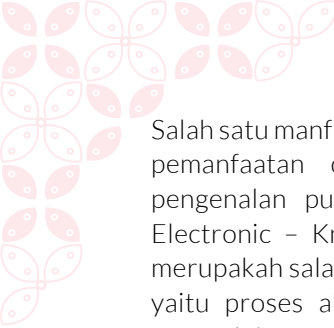 Salah satu manf
pemanfaatan
pengenalan pu
Electronic – Kr
merupakah sala
yaitu proses a